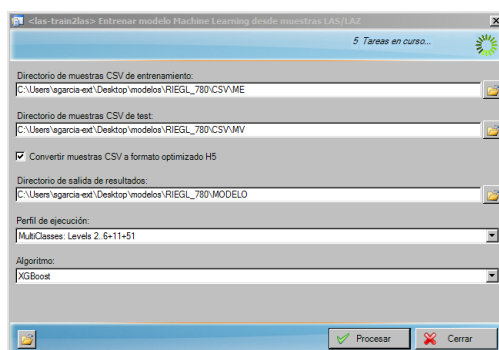 <las-train2las> Entrenar modelo Machine Learning desde muestras LAS/LAZ
5 Tareas en curso...
Directorio de muestras CSV de entrenamiento:
C:\Users\sgarcia-ext\Desktop\modelos\RIEGL_780\CSV\ME
Directorio de muestras CSV de test:
C:\Users\sgarcia-ext\Desktop\modelos\RIEGL_780\CSV\MV
Convertir muestras CSV a formato optimizado H5
Directorio de salida de resultados:
C:\Users\sgarcia-ext\Desktop\modelos\RIEGL_780\MODELO
Perfil de ejecución:
MultiClasses: Levels 2..6+11+51
Algoritmo:
XGBoost
Procesar
Cerrar